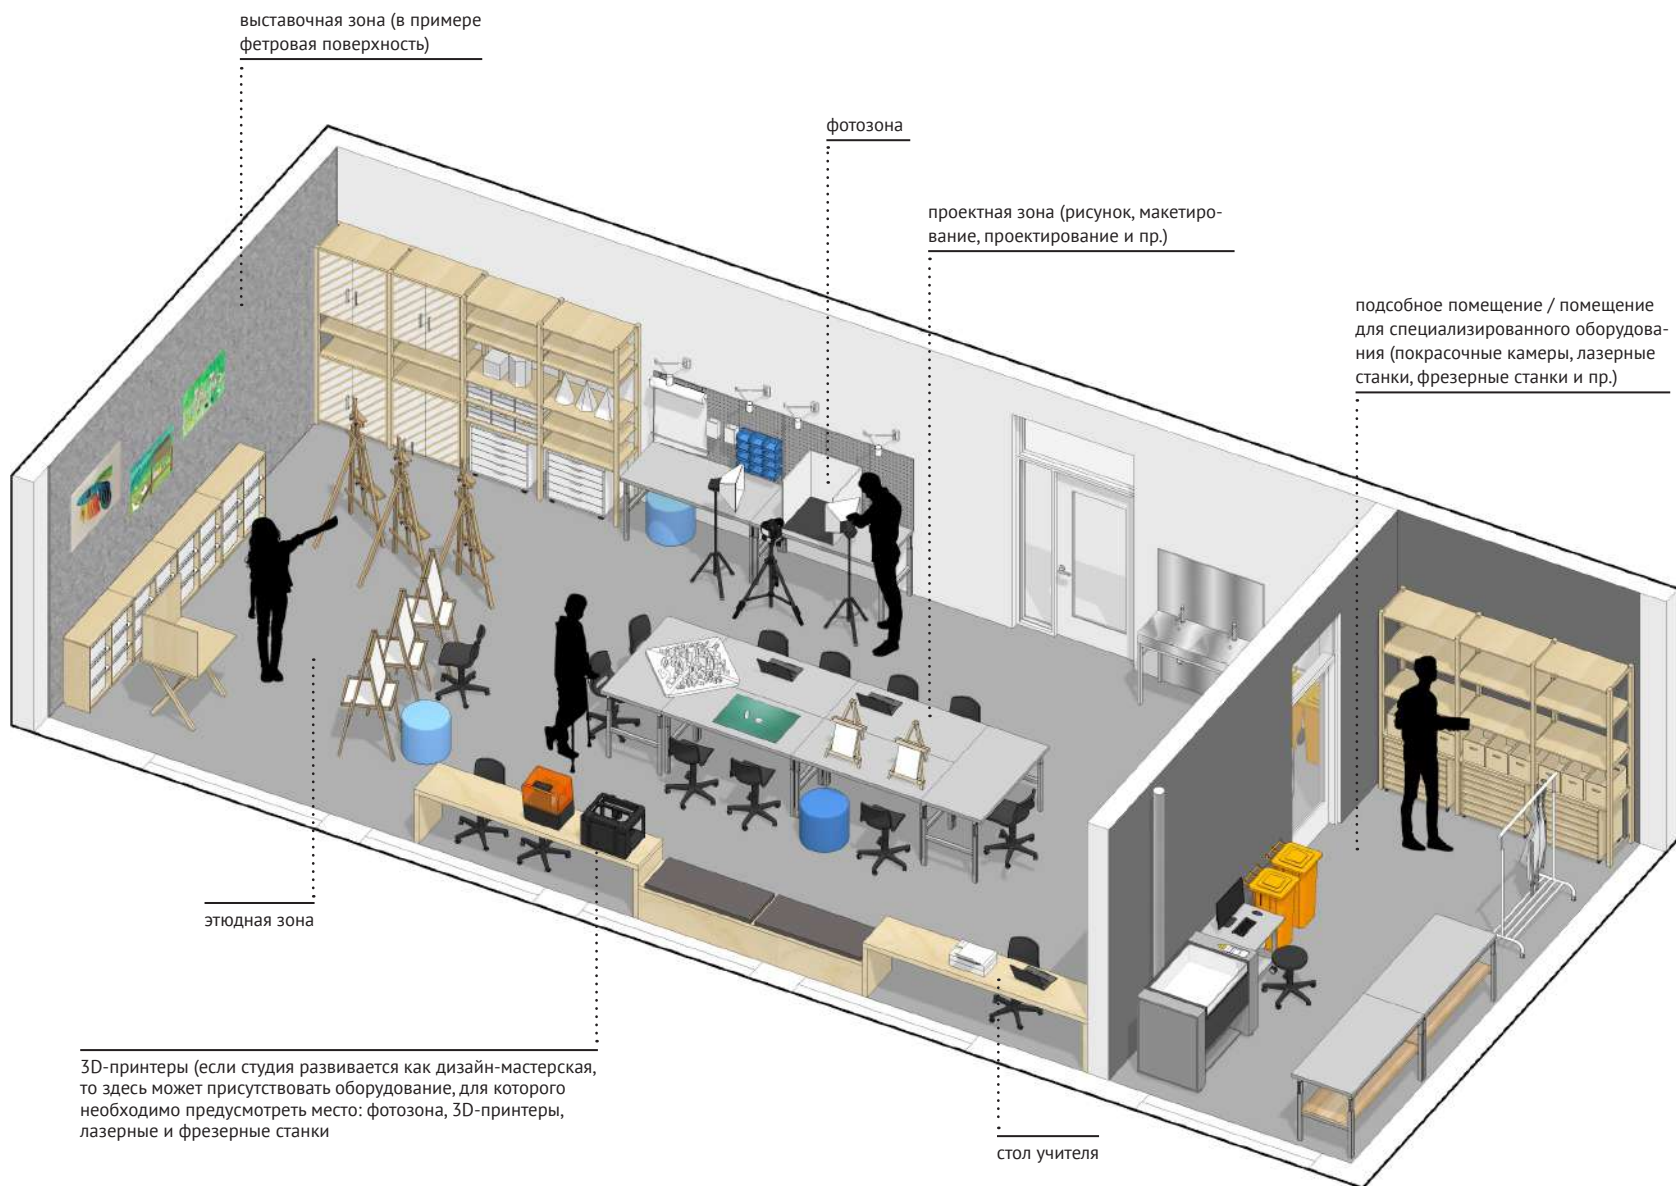 выставочная зона (в примере
фетровая поверхность)
фотозона
проектная зона (рисунок, макетиро-
вание, проектирование и пр.)
подсобное помещение / помещение
для специализированного оборудова-
ния (покрасочные камеры, лазерные
станки, фрезерные станки и пр.)
этюдная зона
3D-принтеры (если студия развивается как дизайн-мастерская,
то здесь может присутствовать оборудование, для которого
необходимо предусмотреть место: фотозона, 3D-принтеры,
лазерные и фрезерные станки
стол учителя